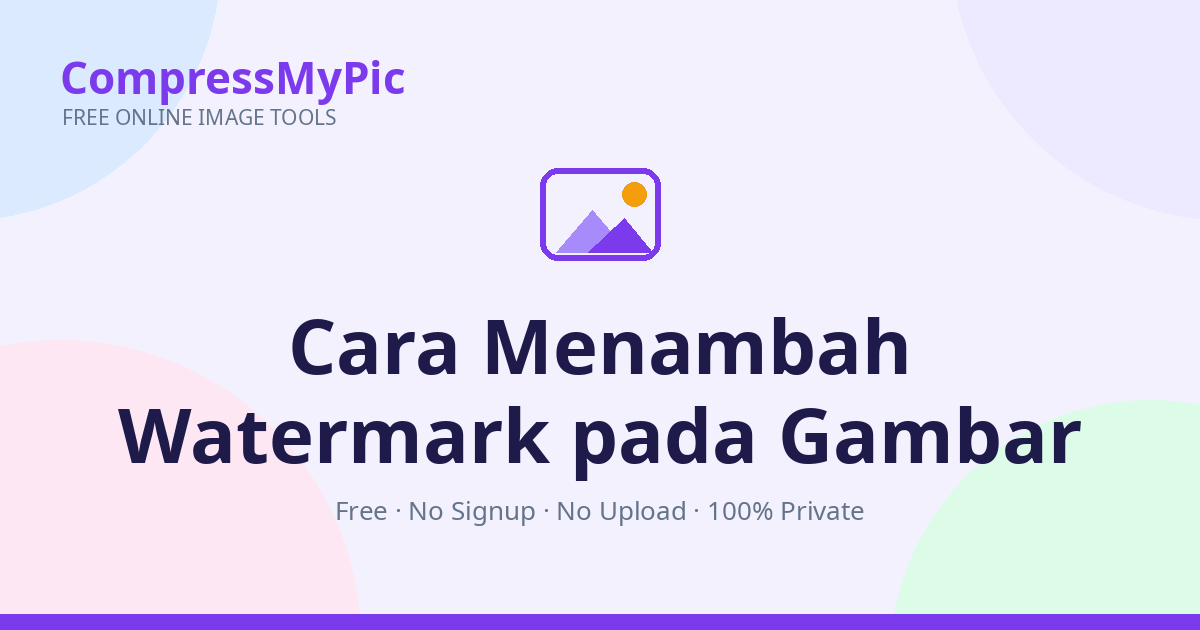 CompressMyPic
FREE ONLINE IMAGE TOOLS
Cara Menambah
Watermark pada Gambar
Free · No Signup · No Upload · 100% Private